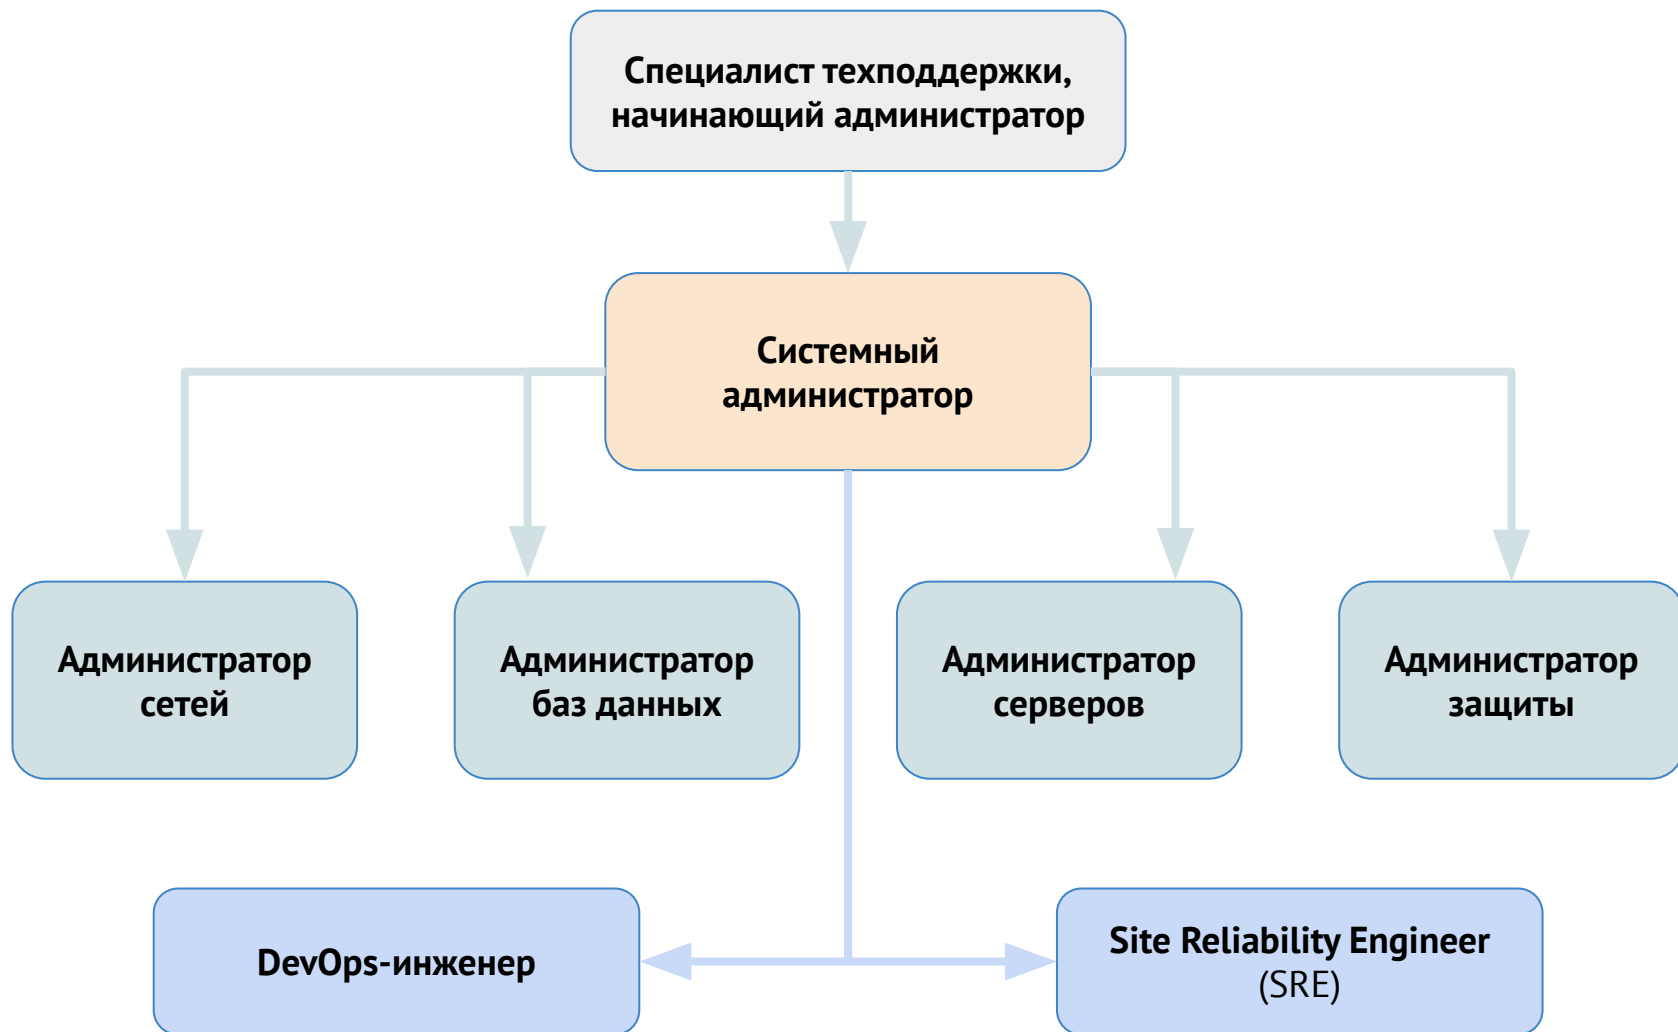 Специалист техподдержки,
начинающий администратор
Системный
администратор
Администратор
сетей
Администратор
баз данных
Администратор
серверов
Администратор
защиты
DevOps-инженер
Site Reliability Engineer
(SRE)